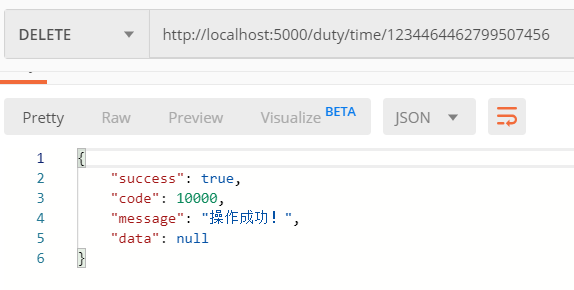 DELETE http://localhost:5000/duty/time/1234464462799507456
Pretty Raw Preview Visualize BETA JSON
1 {
2 "success": true,
3 "code": 10000,
4 "message": "操作成功！",
5 "data": null
6 }